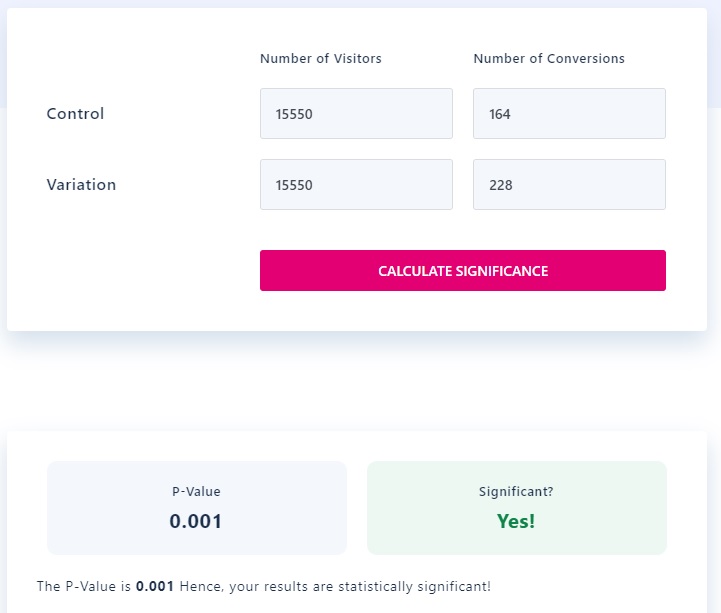 Number of Visitors Number of Conversions
Control 15550 164
Variation 15550 228
CALCULATE SIGNIFICANCE
P-Value Significant?
0.001 Yes!
The P-Value is 0.001 Hence, your results are statistically significant!